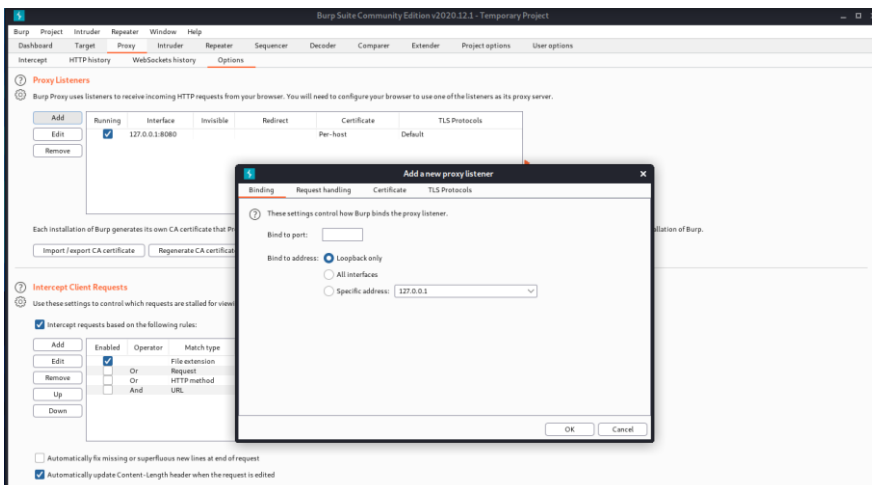 Burp Suite Community Edition v2020.12.1 - Temporary Project
Burp Project Intruder Repeater Window Help
Dashboard Target Proxy Intruder Repeater Sequencer Decoder Comparer Extender Project options User options
Intercept HTTP history WebSockets history Options
Proxy Listeners
Burp Proxy uses listeners to receive incoming HTTP requests from your browser. You will need to configure your browser to use one of the listeners as its proxy server.
Add
Edit
Remove
Running Interface Invisible Redirect Certificate TLS Protocols
127.0.0.1:8080 Per-host Default
Each installation of Burp generates its own CA certificate that Pr
llation of Burp.
Import / export CA certificate Regenerate CA certificat
Intercept Client Requests
Use these settings to control which requests are stalled for viewi
Intercept requests based on the following rules:
Add
Edit
Remove
Up
Down
Enabled Operator Match type
File extension
Or Request
Or HTTP method
And URL
Automatically fix missing or superfluous new lines at end of request
Automatically update Content-Length header when the request is edited
Add a new proxy listener
Binding Request handling Certificate TLS Protocols
These settings control how Burp binds the proxy listener.
Bind to port:
Bind to address: Loopback only
All interfaces
Specific address: 127.0.0.1
OK Cancel